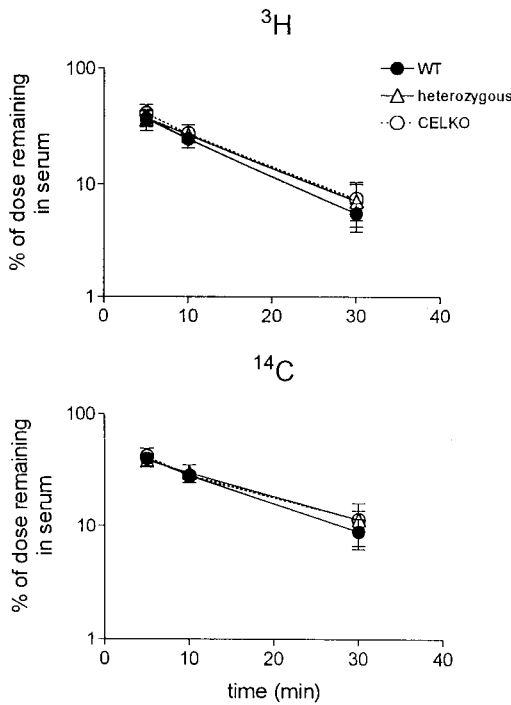 ³H
100
10
1
0
10
20
30
40
% of dose remaining
in serum
WT
heterozygous
CELKO
¹⁴C
100
10
1
0
10
20
30
40
% of dose remaining
in serum
time (min)